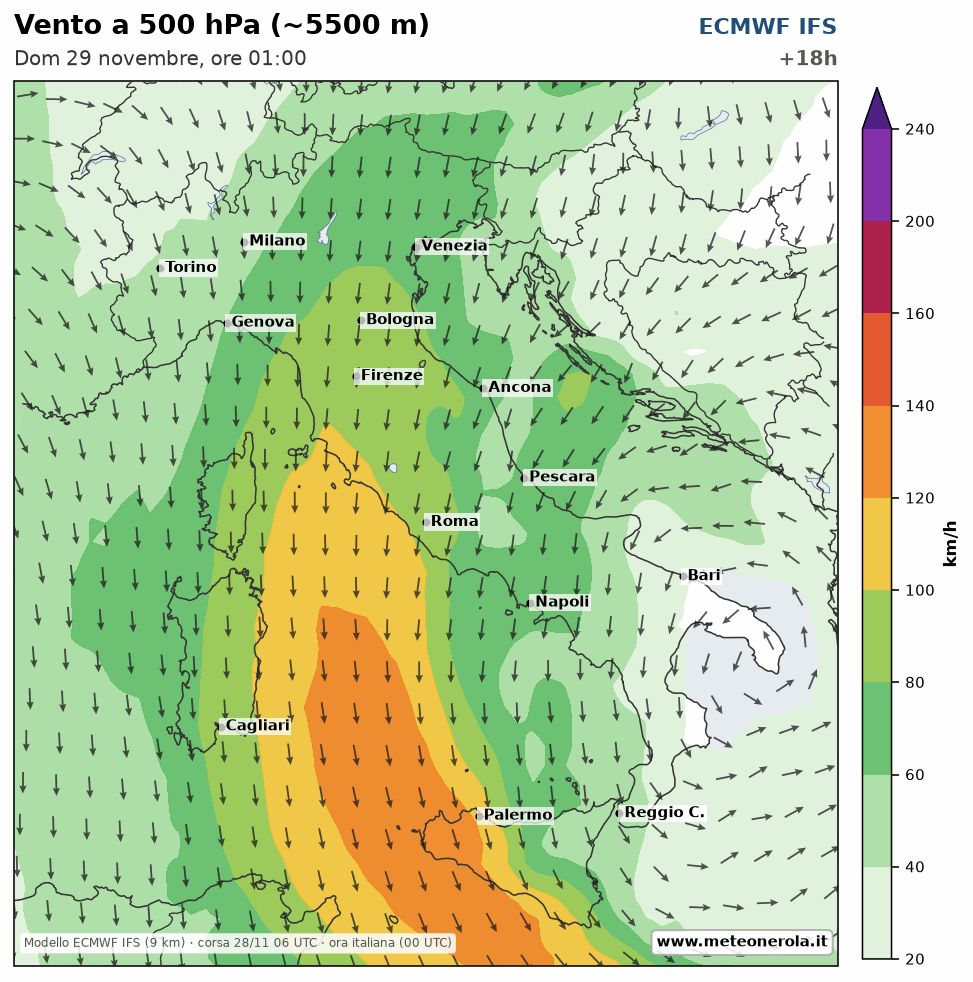 Vento a 500 hPa (~5500 m)
ECMWF IFS
Dom 29 novembre, ore 01:00
+18h
Milano
Venezia
Torino
Genova
Bologna
Firenze
Ancona
Pescara
Roma
Bari
Napoli
Cagliari
Palermo
Reggio C.
240
200
160
140
120
100
80
60
40
20
km/h
Modello ECMWF IFS (9 km) · corsa 28/11 06 UTC · ora italiana (00 UTC)
www.meteonerola.it